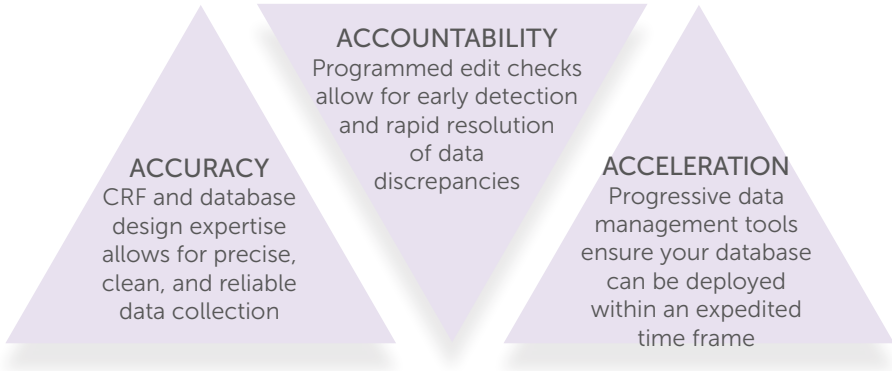 ACCURACY
CRF and database
design expertise
allows for precise,
clean, and reliable
data collection
ACCOUNTABILITY
Programmed edit checks
allow for early detection
and rapid resolution
of data
discrepancies
ACCELERATION
Progressive data
management tools
ensure your database
can be deployed
within an expedited
time frame